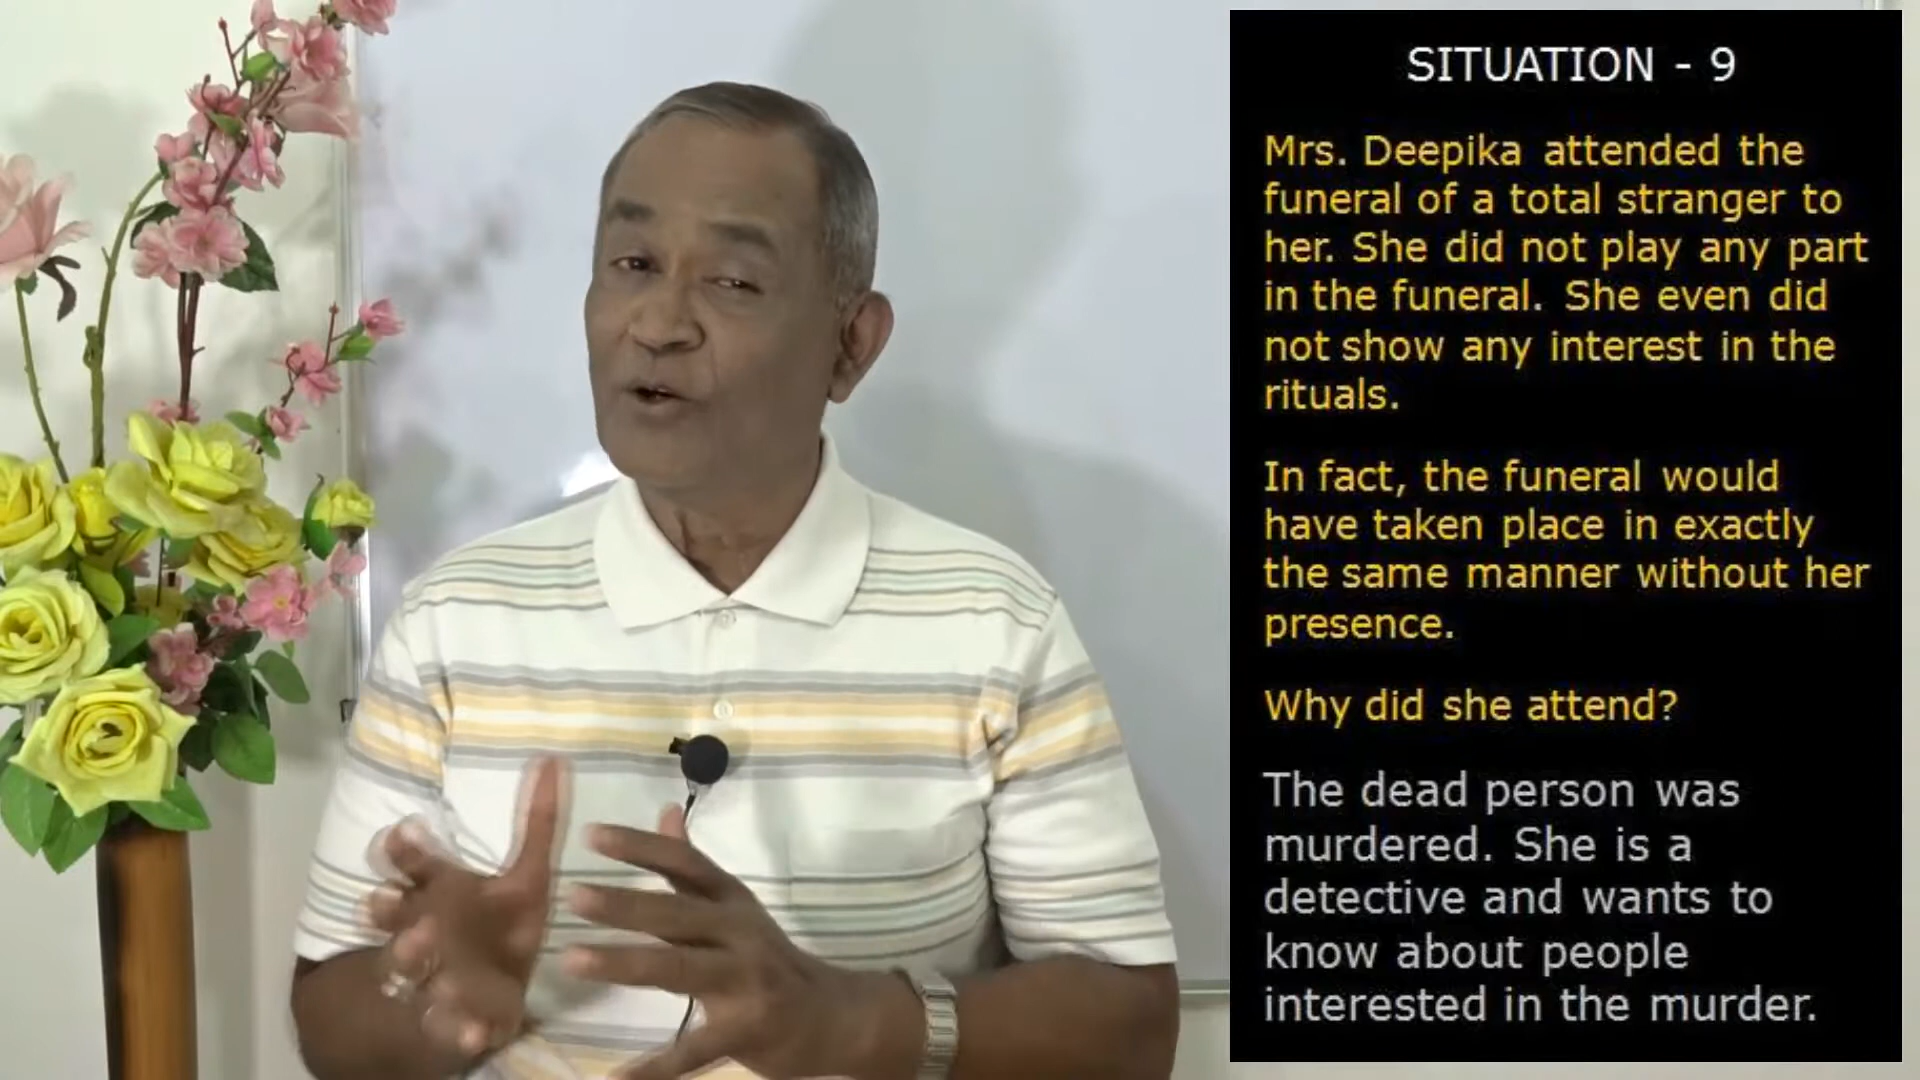 SITUATION - 9
Mrs. Deepika attended the
funeral of a total stranger to
her. She did not play any part
in the funeral. She even did
not show any interest in the
rituals.
In fact, the funeral would
have taken place in exactly
the same manner without her
presence.
Why did she attend?
The dead person was
murdered. She is a
detective and wants to
know about people
interested in the murder.